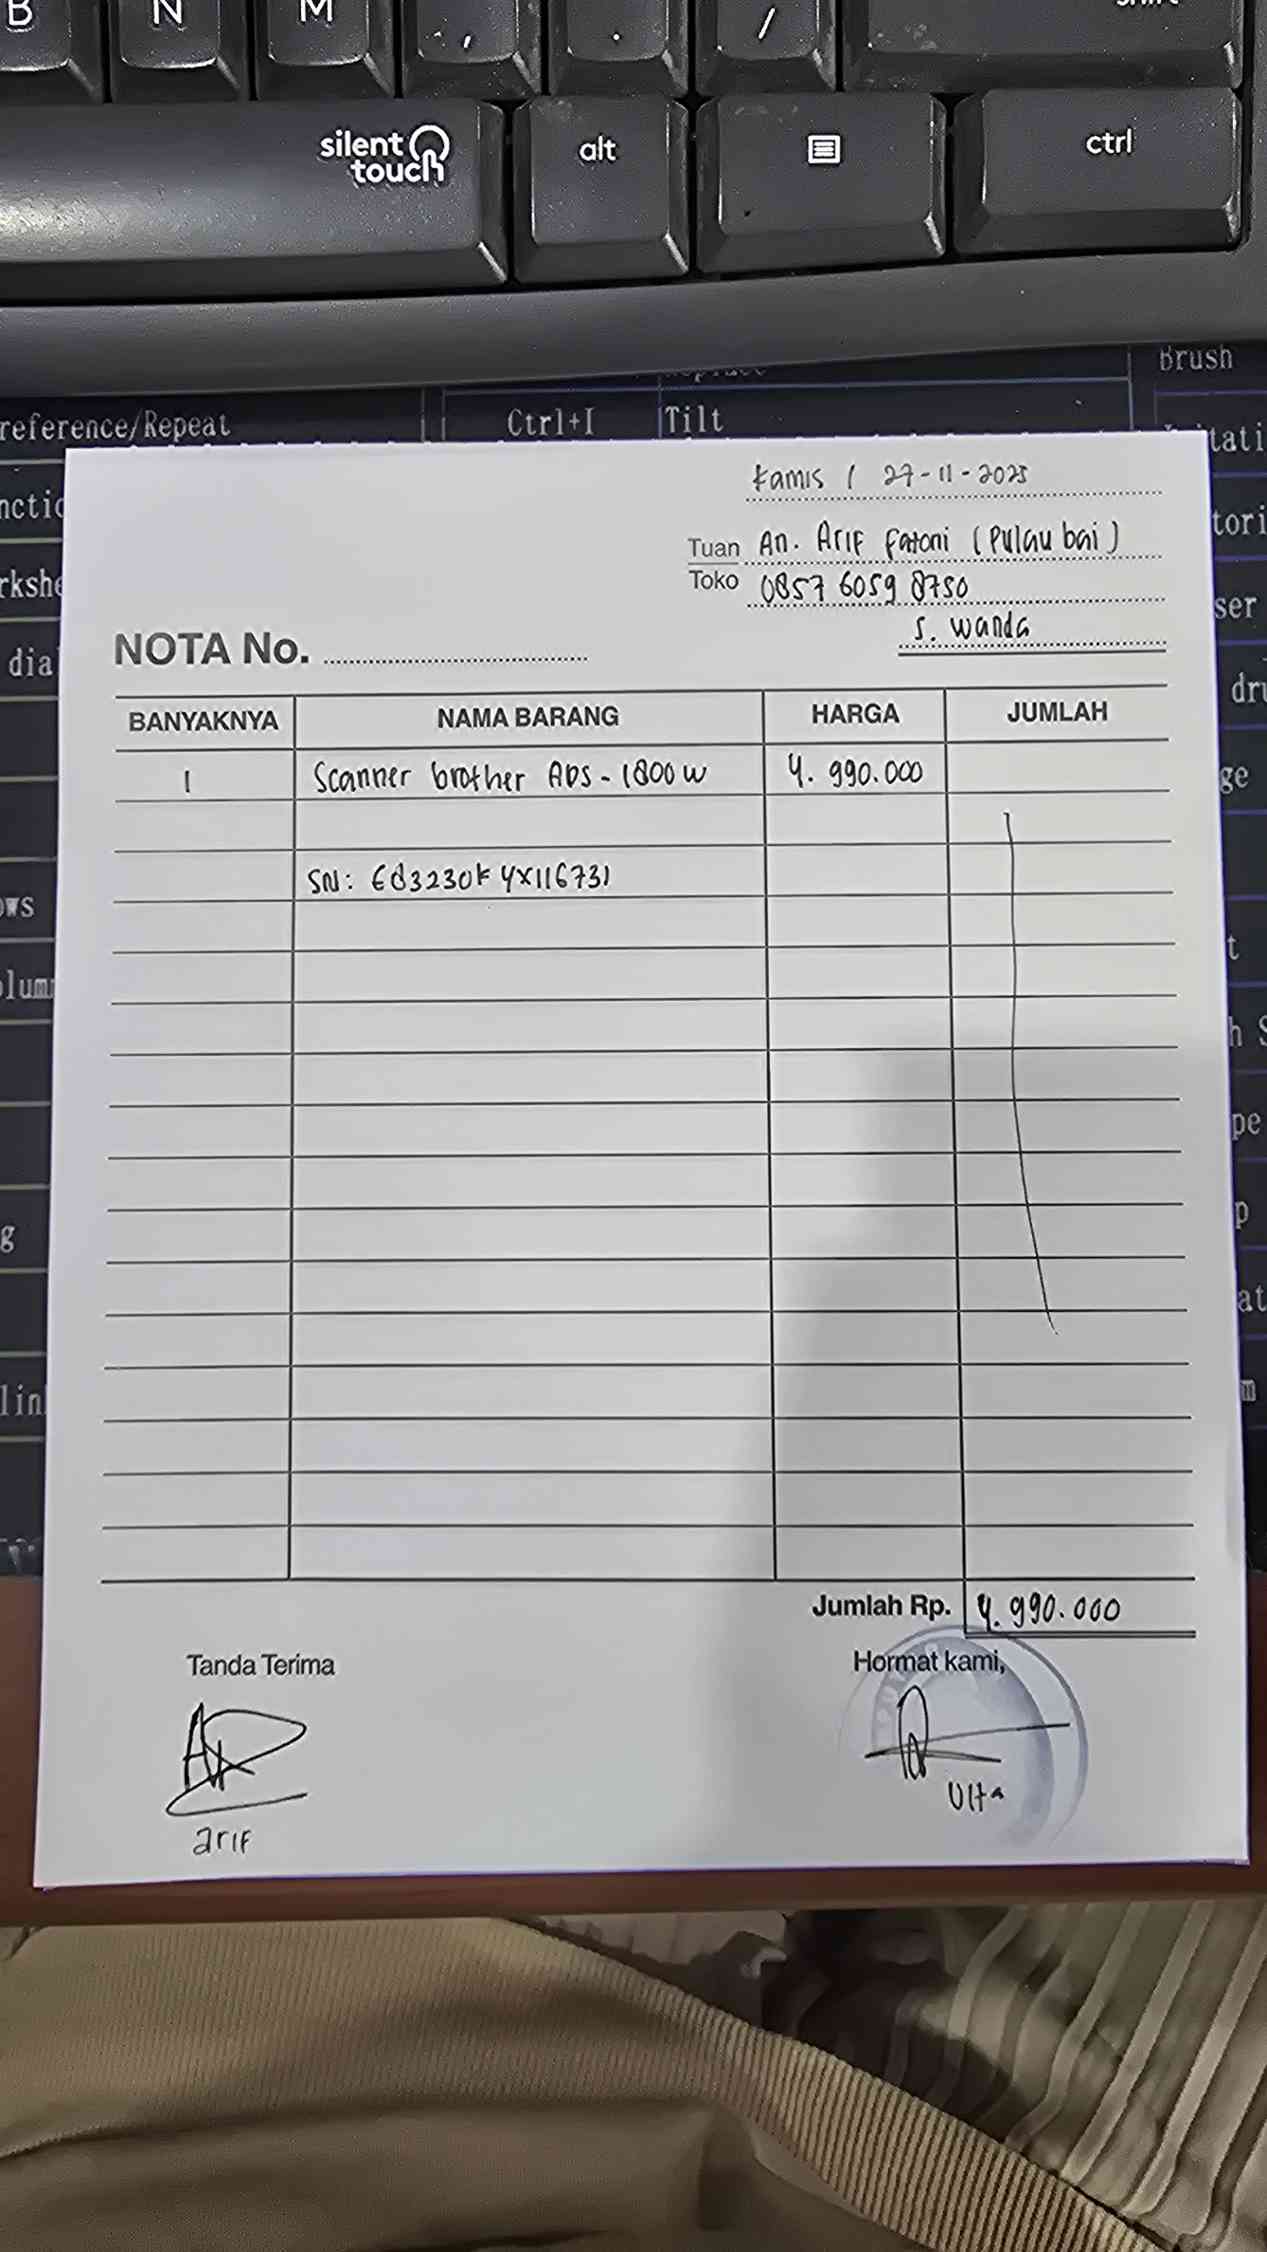 B N M , . / shift
silent touch alt ctrl
Brush
reference/Repeat Ctrl+I Tilt
Kamis / 27-11-2025
Tuan An. Arif Fatoni (Pulau bai)
Toko 0857 6059 8750
S. Wanda
NOTA No.
BANYAKNYA NAMA BARANG HARGA JUMLAH
1 Scanner brother ADS-1800W 4.990.000
SN: E83230K4X116731
Jumlah Rp. 4.990.000
Tanda Terima Hormat kami,
arif Ulfa